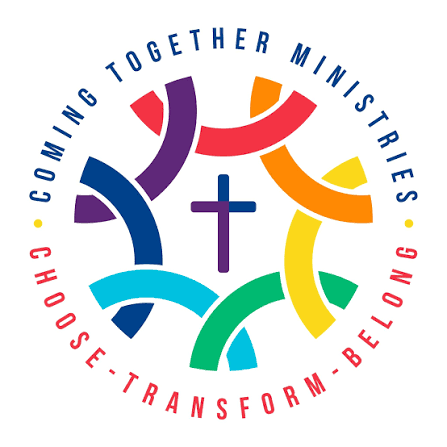 COMING TOGETHER MINISTRIES
CHOOSE-TRANSFORM-BELONG